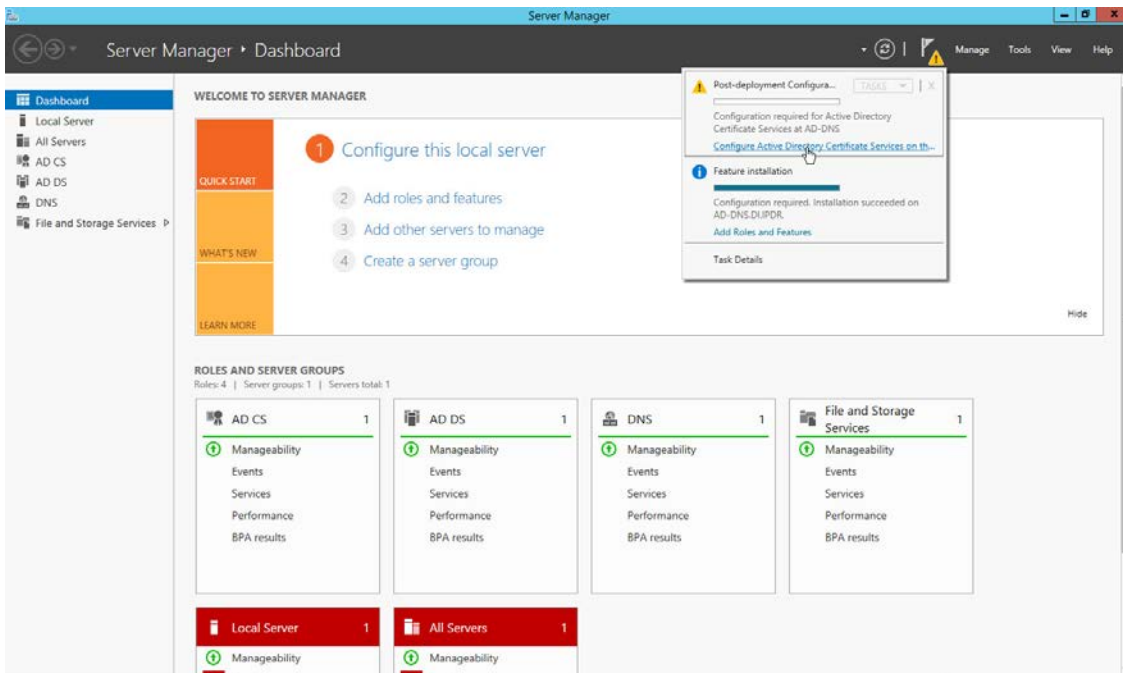 Server Manager
Server Manager • Dashboard
Manage Tools View Help
Dashboard
Local Server
All Servers
AD CS
AD DS
DNS
File and Storage Services
WELCOME TO SERVER MANAGER
QUICK START
WHAT'S NEW
LEARN MORE
1 Configure this local server
2 Add roles and features
3 Add other servers to manage
4 Create a server group
Hide
Post-deployment Configura... TASKS X
Configuration required for Active Directory
Certificate Services at AD-DNS
Configure Active Directory Certificate Services on th...
Feature installation
Configuration required. Installation succeeded on
AD-DNS.DI.IPDR.
Add Roles and Features
Task Details
ROLES AND SERVER GROUPS
Roles: 4 | Server groups: 1 | Servers total: 1
AD CS 1
Manageability
Events
Services
Performance
BPA results
AD DS 1
Manageability
Events
Services
Performance
BPA results
DNS 1
Manageability
Events
Services
Performance
BPA results
File and Storage
Services 1
Manageability
Events
Services
Performance
BPA results
Local Server 1
Manageability
All Servers 1
Manageability